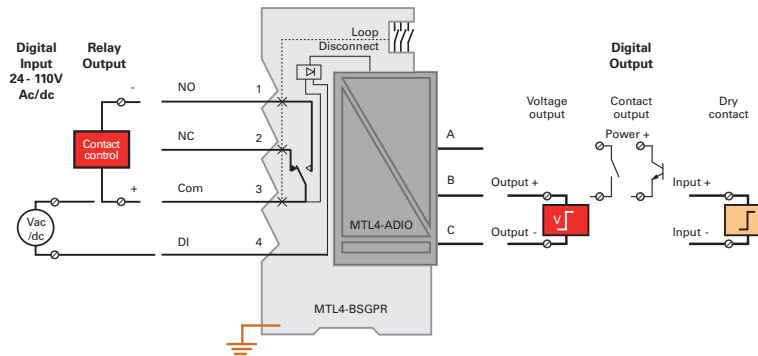 Loop
Disconnect
Digital
Input
24 - 110V
Ac/dc
Relay
Output
Digital
Output
-
NO
1
Voltage
output
Contact
output
Dry
contact
Contact
control
NC
2
A
Power +
+
Com
3
B
Output +
Input +
Vac
/dc
V
MTL4-ADIO
C
Output -
Input -
DI
4
MTL4-BSGPR